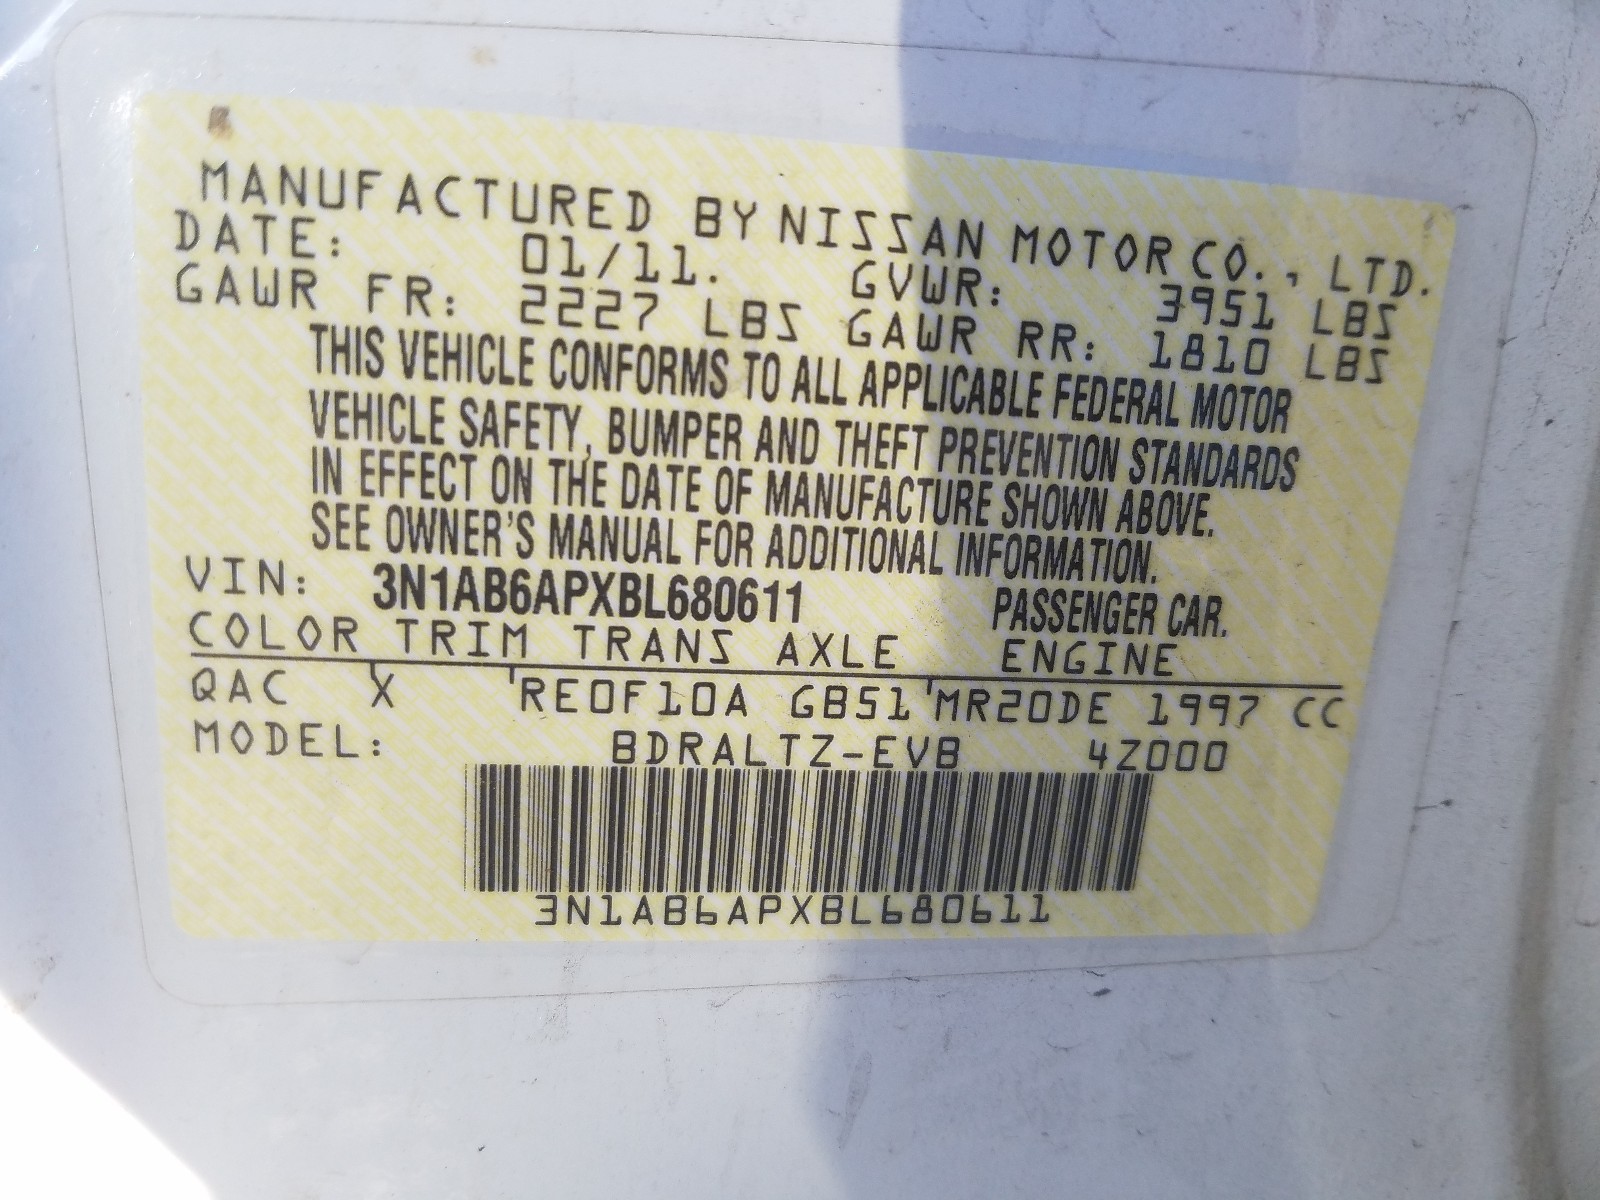 MANUFACTURED BY NISSAN MOTOR CO., LTD.
DATE: 01/11. GVWR: 3951 LBS
GAWR FR: 2227 LBS GAWR RR: 1810 LBS
THIS VEHICLE CONFORMS TO ALL APPLICABLE FEDERAL MOTOR
VEHICLE SAFETY, BUMPER AND THEFT PREVENTION STANDARDS
IN EFFECT ON THE DATE OF MANUFACTURE SHOWN ABOVE.
SEE OWNER'S MANUAL FOR ADDITIONAL INFORMATION.
VIN: 3N1AB6APXBL680611 PASSENGER CAR.
COLOR TRIM TRANS AXLE ENGINE
QAC X RE0F10A GB51 MR20DE 1997 CC
MODEL: BDRALTZ-EVB 4Z000
3N1AB6APXBL680611